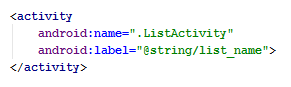 <activity
    android:name=".ListActivity"
    android:label="@string/list_name">
</activity>